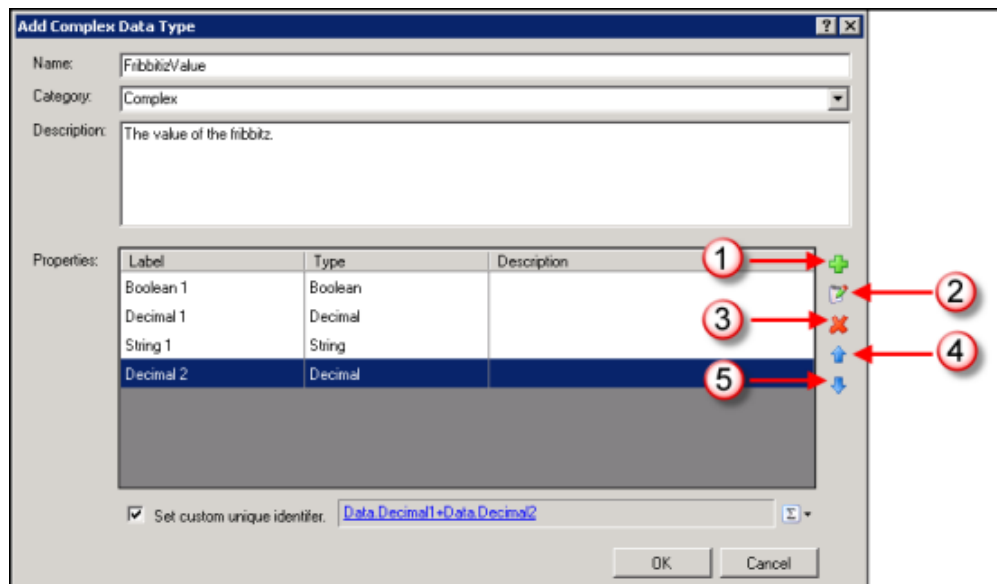 Add Complex Data Type
Name: FribbitizValue
Category: Complex
Description: The value of the fribbitz.
Properties: Label Type Description
Boolean 1 Boolean
Decimal 1 Decimal
String 1 String
Decimal 2 Decimal
1
2
3
4
5
Set custom unique identifer. Data.Decimal1+Data.Decimal2 Σ
OK Cancel